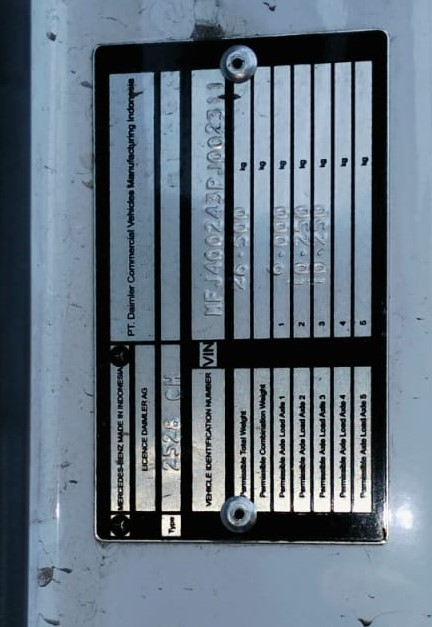 MERCEDES-BENZ MADE IN INDONESIA
PT. Daimler Commercial Vehicles Manufacturing Indonesia
LICENCE DAIMLER AG
Type 2528 CH
VEHICLE IDENTIFICATION NUMBER VIN MFJ400243PJ002311
Permissible Total Weight 26.500 kg
Permissible Combination Weight kg
Permissible Axle Load Axle 1 1 6.000 kg
Permissible Axle Load Axle 2 2 10.250 kg
Permissible Axle Load Axle 3 3 10.250 kg
Permissible Axle Load Axle 4 4 kg
Permissible Axle Load Axle 5 5 kg